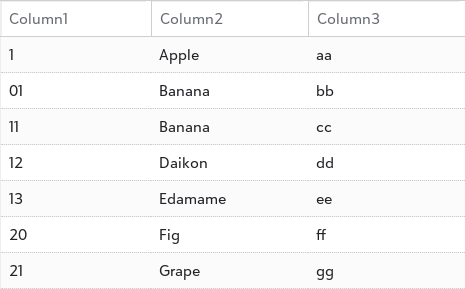 Column1 Column2 Column3
1 Apple aa
01 Banana bb
11 Banana cc
12 Daikon dd
13 Edamame ee
20 Fig ff
21 Grape gg